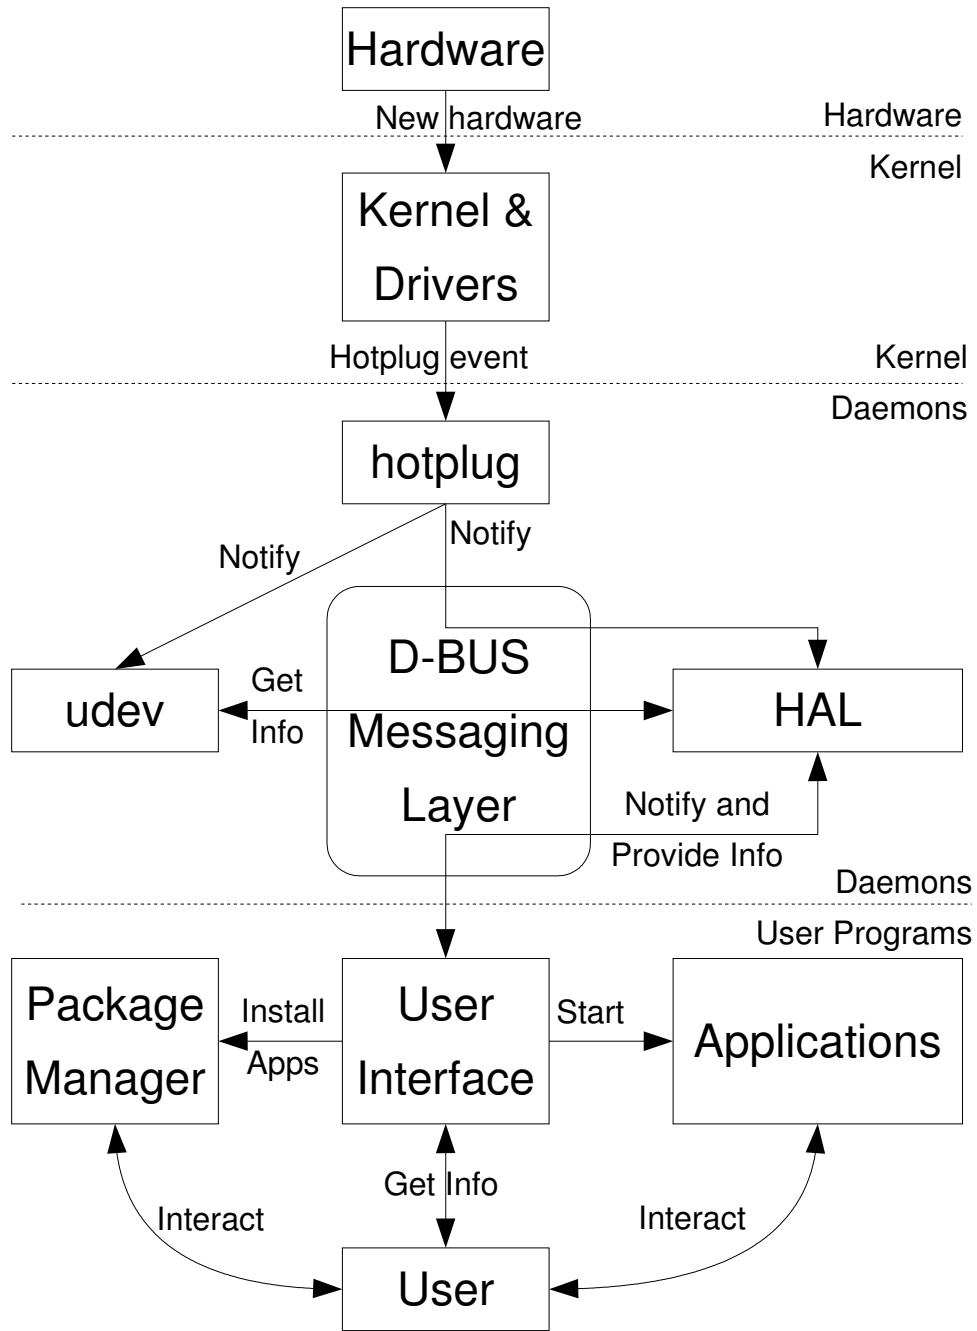 Hardware
New hardware
Hardware
Kernel
Kernel &
Drivers
Hotplug event
Kernel
Daemons
hotplug
Notify
Notify
D-BUS
Messaging
Layer
udev
Get
Info
HAL
Notify and
Provide Info
Daemons
User Programs
Package
Manager
Install
Apps
User
Interface
Start
Applications
Get Info
Interact
Interact
User